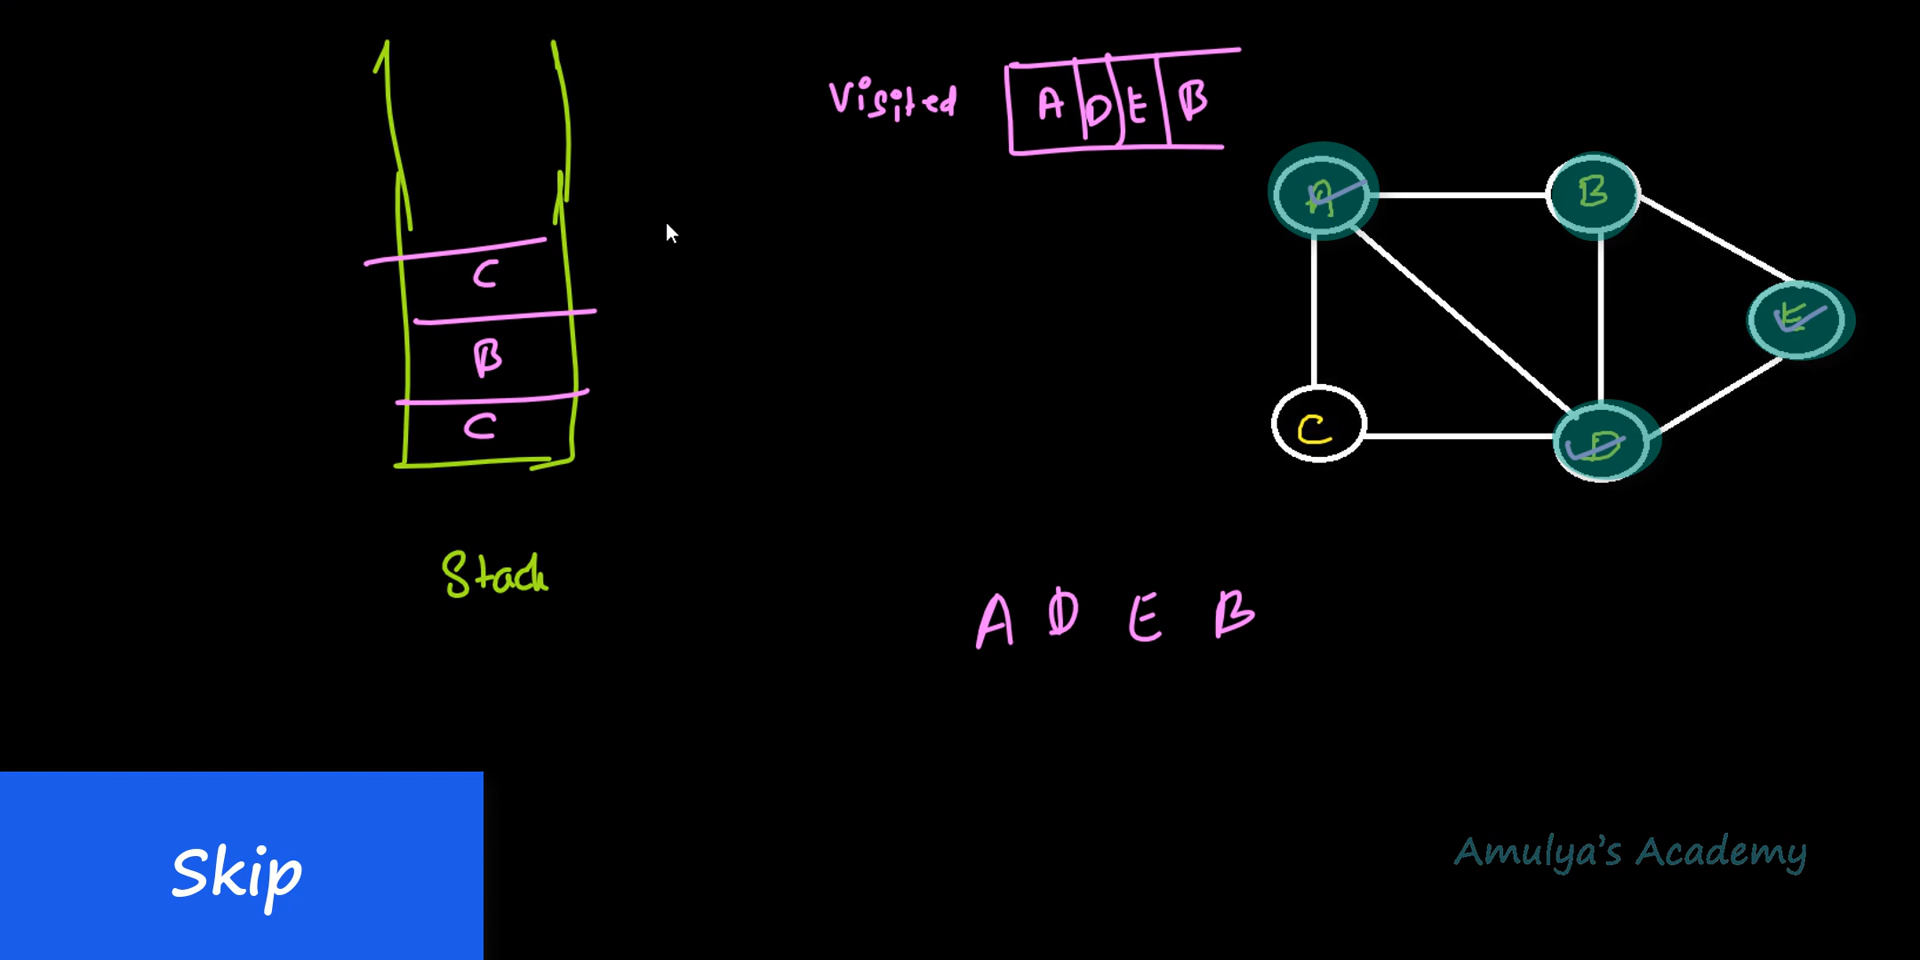 Visited A D E B
A B
C
B E
C C D
Stack
A D E B
Skip
Amulya's Academy